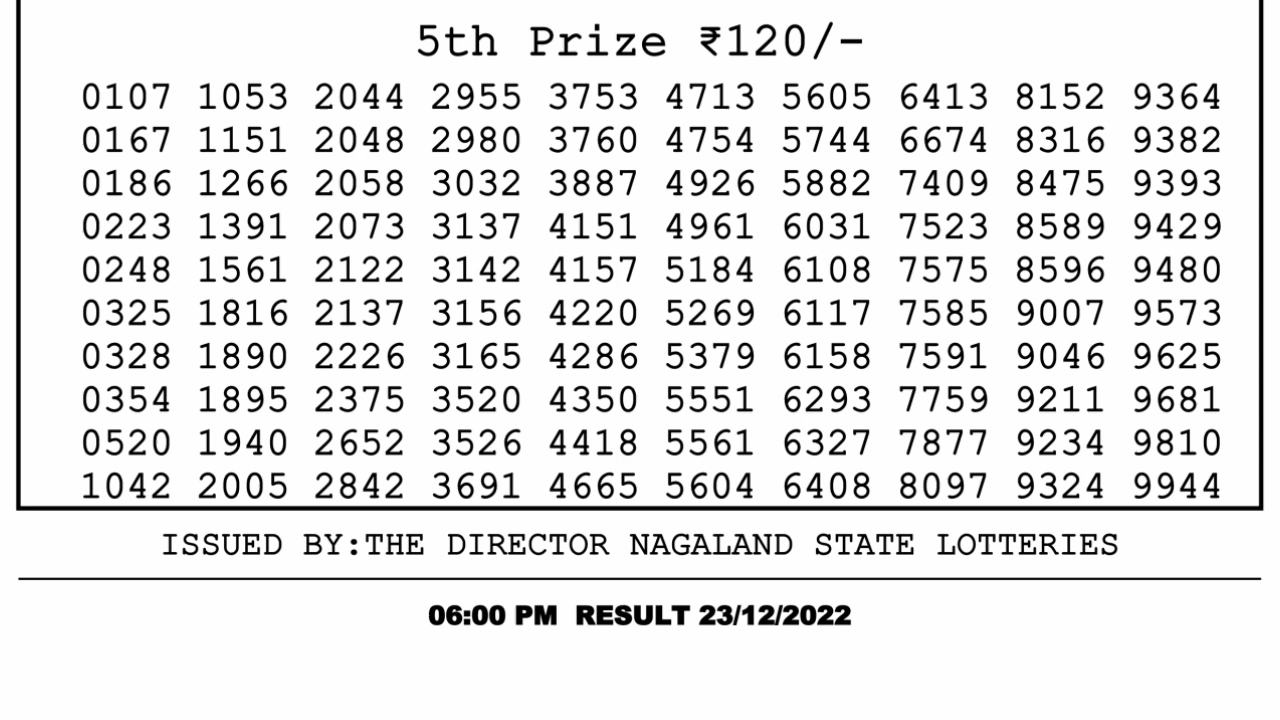 5th Prize ₹120/-
0107 1053 2044 2955 3753 4713 5605 6413 8152 9364
0167 1151 2048 2980 3760 4754 5744 6674 8316 9382
0186 1266 2058 3032 3887 4926 5882 7409 8475 9393
0223 1391 2073 3137 4151 4961 6031 7523 8589 9429
0248 1561 2122 3142 4157 5184 6108 7575 8596 9480
0325 1816 2137 3156 4220 5269 6117 7585 9007 9573
0328 1890 2226 3165 4286 5379 6158 7591 9046 9625
0354 1895 2375 3520 4350 5551 6293 7759 9211 9681
0520 1940 2652 3526 4418 5561 6327 7877 9234 9810
1042 2005 2842 3691 4665 5604 6408 8097 9324 9944
ISSUED BY:THE DIRECTOR NAGALAND STATE LOTTERIES
06:00 PM RESULT 23/12/2022